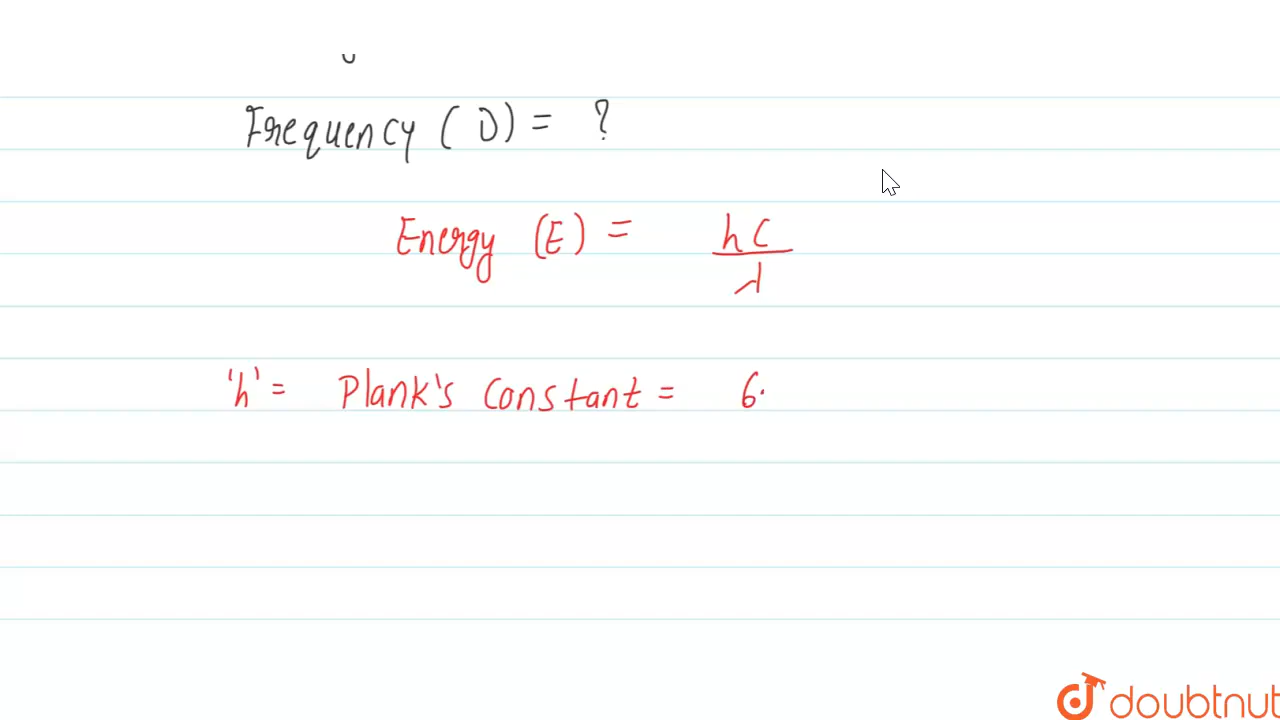 Frequency (υ) = ?
Energy (E) = hc/λ
'h' = Plank's constant = 6.
doubtnut